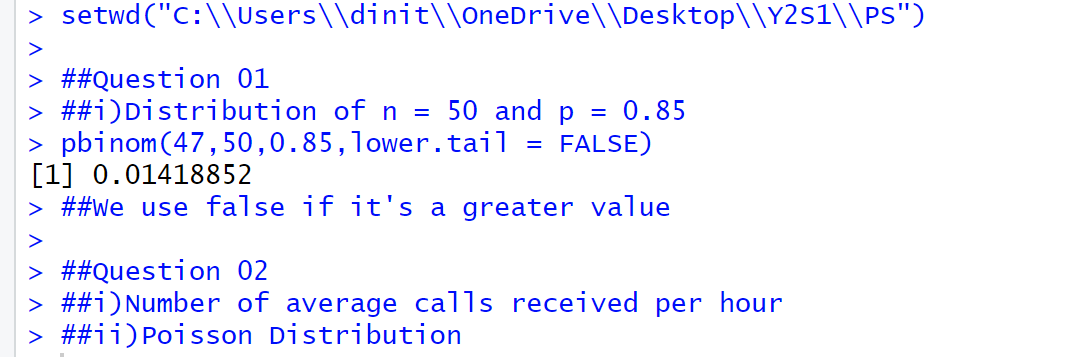 > setwd("C:\\Users\\dinit\\OneDrive\\Desktop\\Y2S1\\PS")
>
> ##Question 01
> ##i)Distribution of n = 50 and p = 0.85
> pbinom(47,50,0.85,lower.tail = FALSE)
[1] 0.01418852
> ##We use false if it's a greater value
>
> ##Question 02
> ##i)Number of average calls received per hour
> ##ii)Poisson Distribution